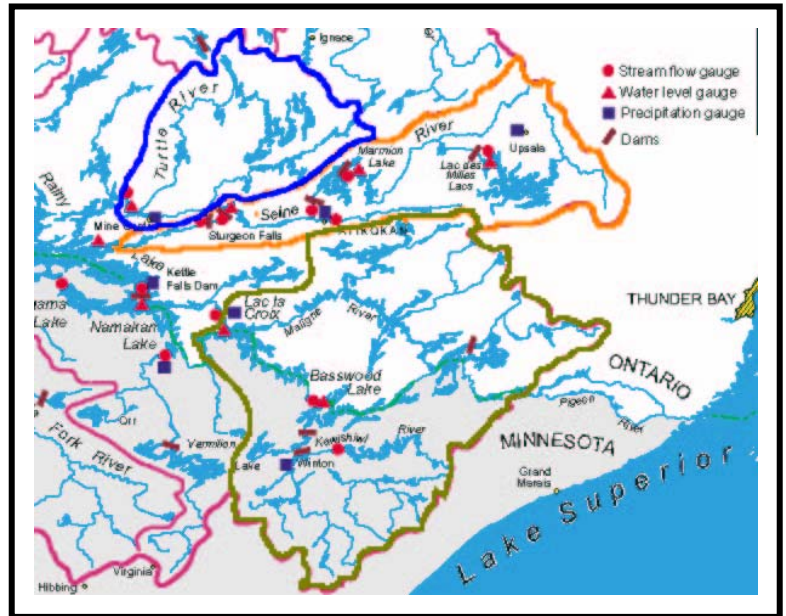 Ignace
Stream flow gauge
Water level gauge
Precipitation gauge
Dams
Turtle River
River
Marmion
Lake
Upsala
Lac des
Milles
Lacs
Rainy
Mine
Seine
Sturgeon Falls
Lake
Kettle
Falls Dam
Lac la
Croix
THUNDER BAY
Lake
Namakan
Lake
Maligne
River
Basswood
Lake
ONTARIO
Pigeon
River
MINNESOTA
Vermilion
Lake
River
Winton
Fork River
Grand
Marais
Lake Superior
Virginia
Hibbing